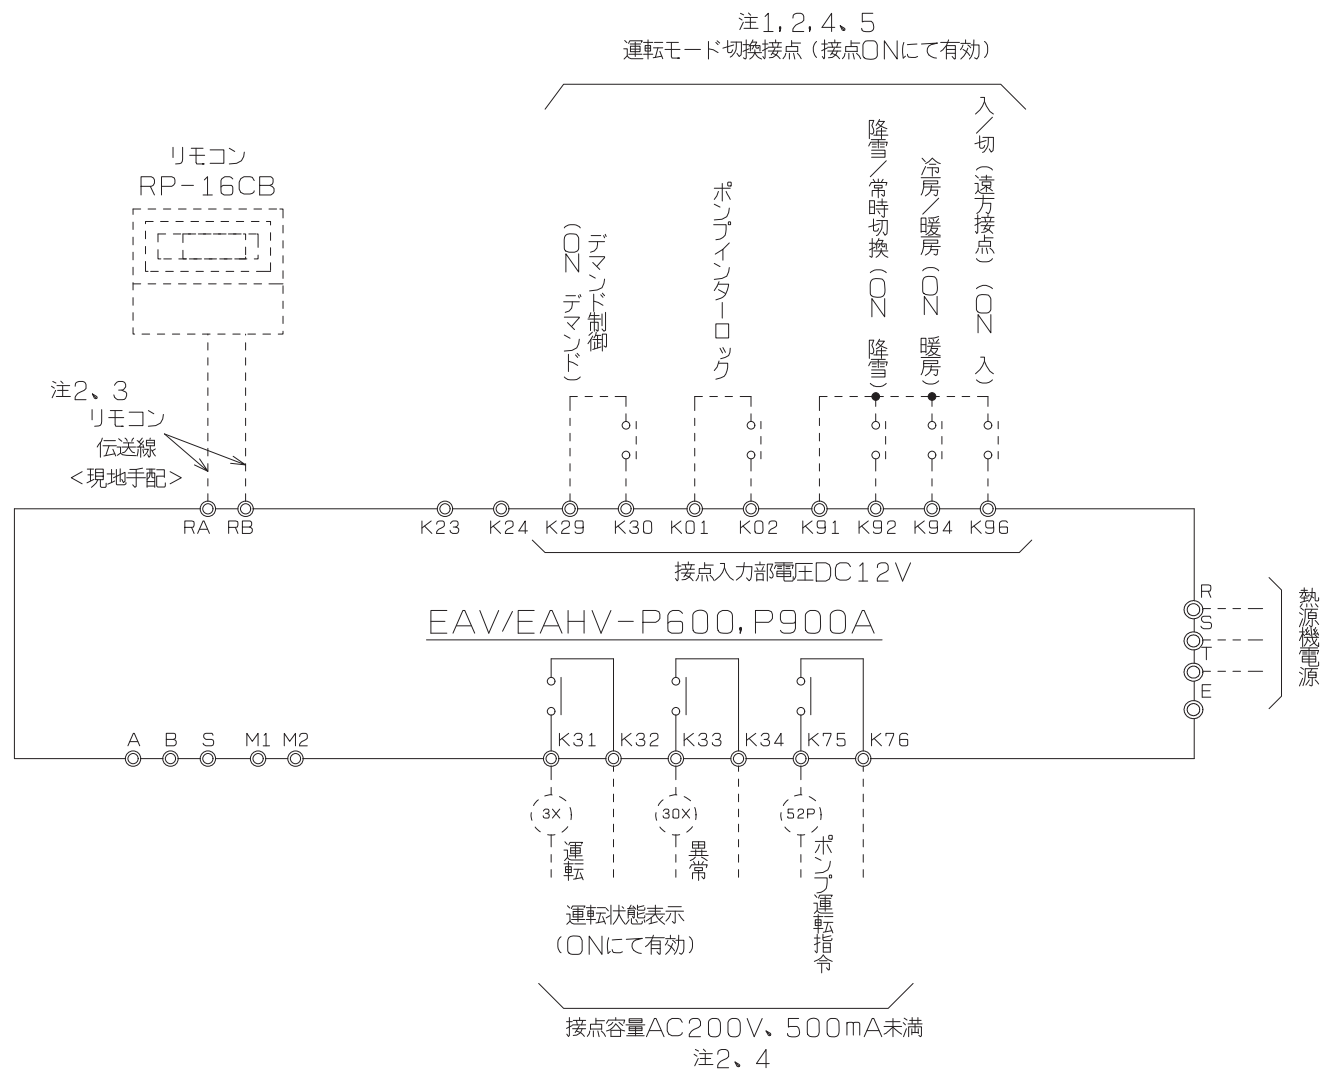 注1,2,4、5
運転モード切換接点（接点ONにて有効）
リモコン
RP-16CB
デマンド制御
（ON デマンド）
ポンプインターロック
降雪／常時切換（ON 降雪）
冷房／暖房（ON 暖房）
入／切（遠方接点）（ON 入）
注2、3
リモコン
伝送線
＜現地手配＞
RA RB K23 K24 K29 K30 K01 K02 K91 K92 K94 K96
接点入力部電圧DC12V
EAV/EAHV-P600,P900A
R
S
T
E
熱源機電源
A B S M1 M2 K31 K32 K33 K34 K75 K76
3X 30X 52P
運転
異常
ポンプ運転指令
運転状態表示
（ONにて有効）
接点容量AC200V、500mA未満
注2、4